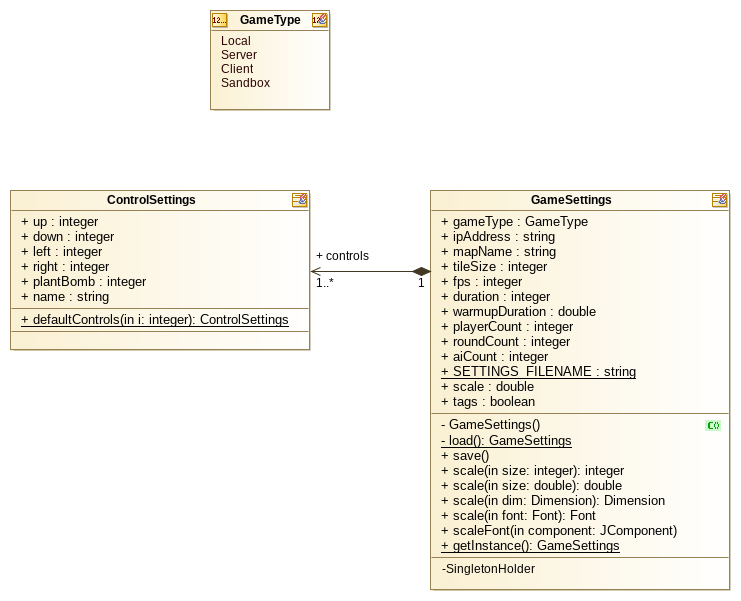 GameType
Local
Server
Client
Sandbox
ControlSettings
+ up : integer
+ down : integer
+ left : integer
+ right : integer
+ plantBomb : integer
+ name : string
+ defaultControls(in i: integer): ControlSettings
+ controls
1..*
1
GameSettings
+ gameType : GameType
+ ipAddress : string
+ mapName : string
+ tileSize : integer
+ fps : integer
+ duration : integer
+ warmupDuration : double
+ playerCount : integer
+ roundCount : integer
+ aiCount : integer
+ SETTINGS_FILENAME : string
+ scale : double
+ tags : boolean
- GameSettings()
- load(): GameSettings
+ save()
+ scale(in size: integer): integer
+ scale(in size: double): double
+ scale(in dim: Dimension): Dimension
+ scale(in font: Font): Font
+ scaleFont(in component: JComponent)
+ getInstance(): GameSettings
-SingletonHolder